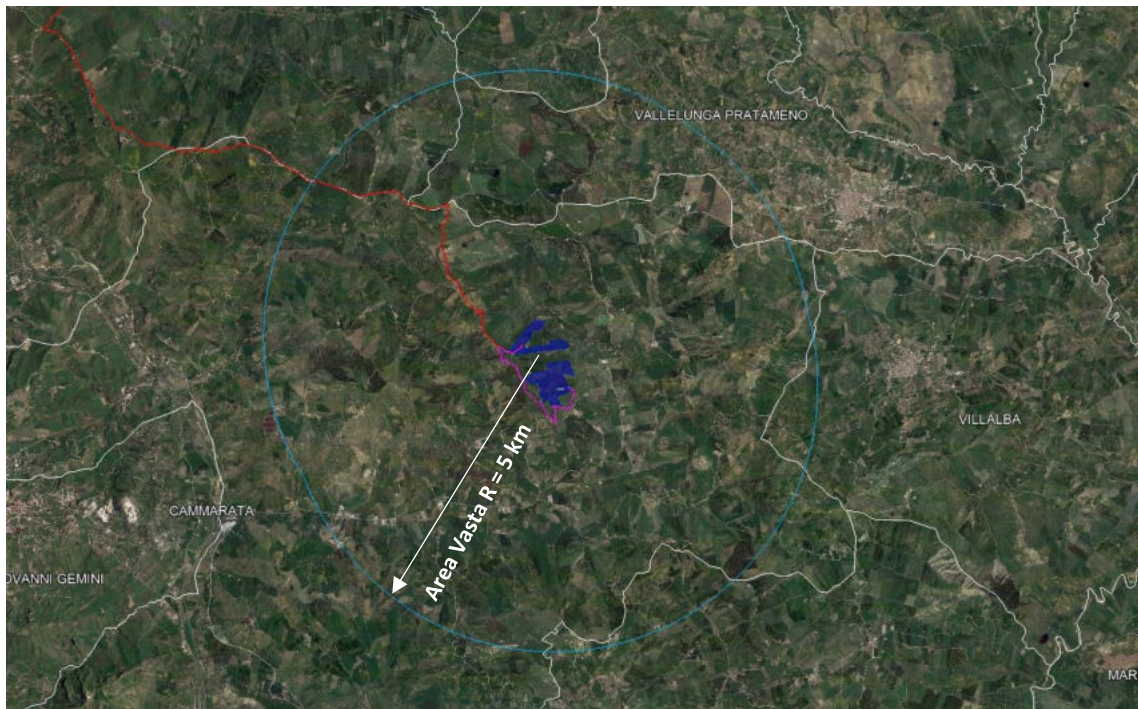 VALLELUNGA PRATAMENO
VILLALBA
Area Vasta R = 5 km
CAMMARATA
OVANNI GEMINI
MAR